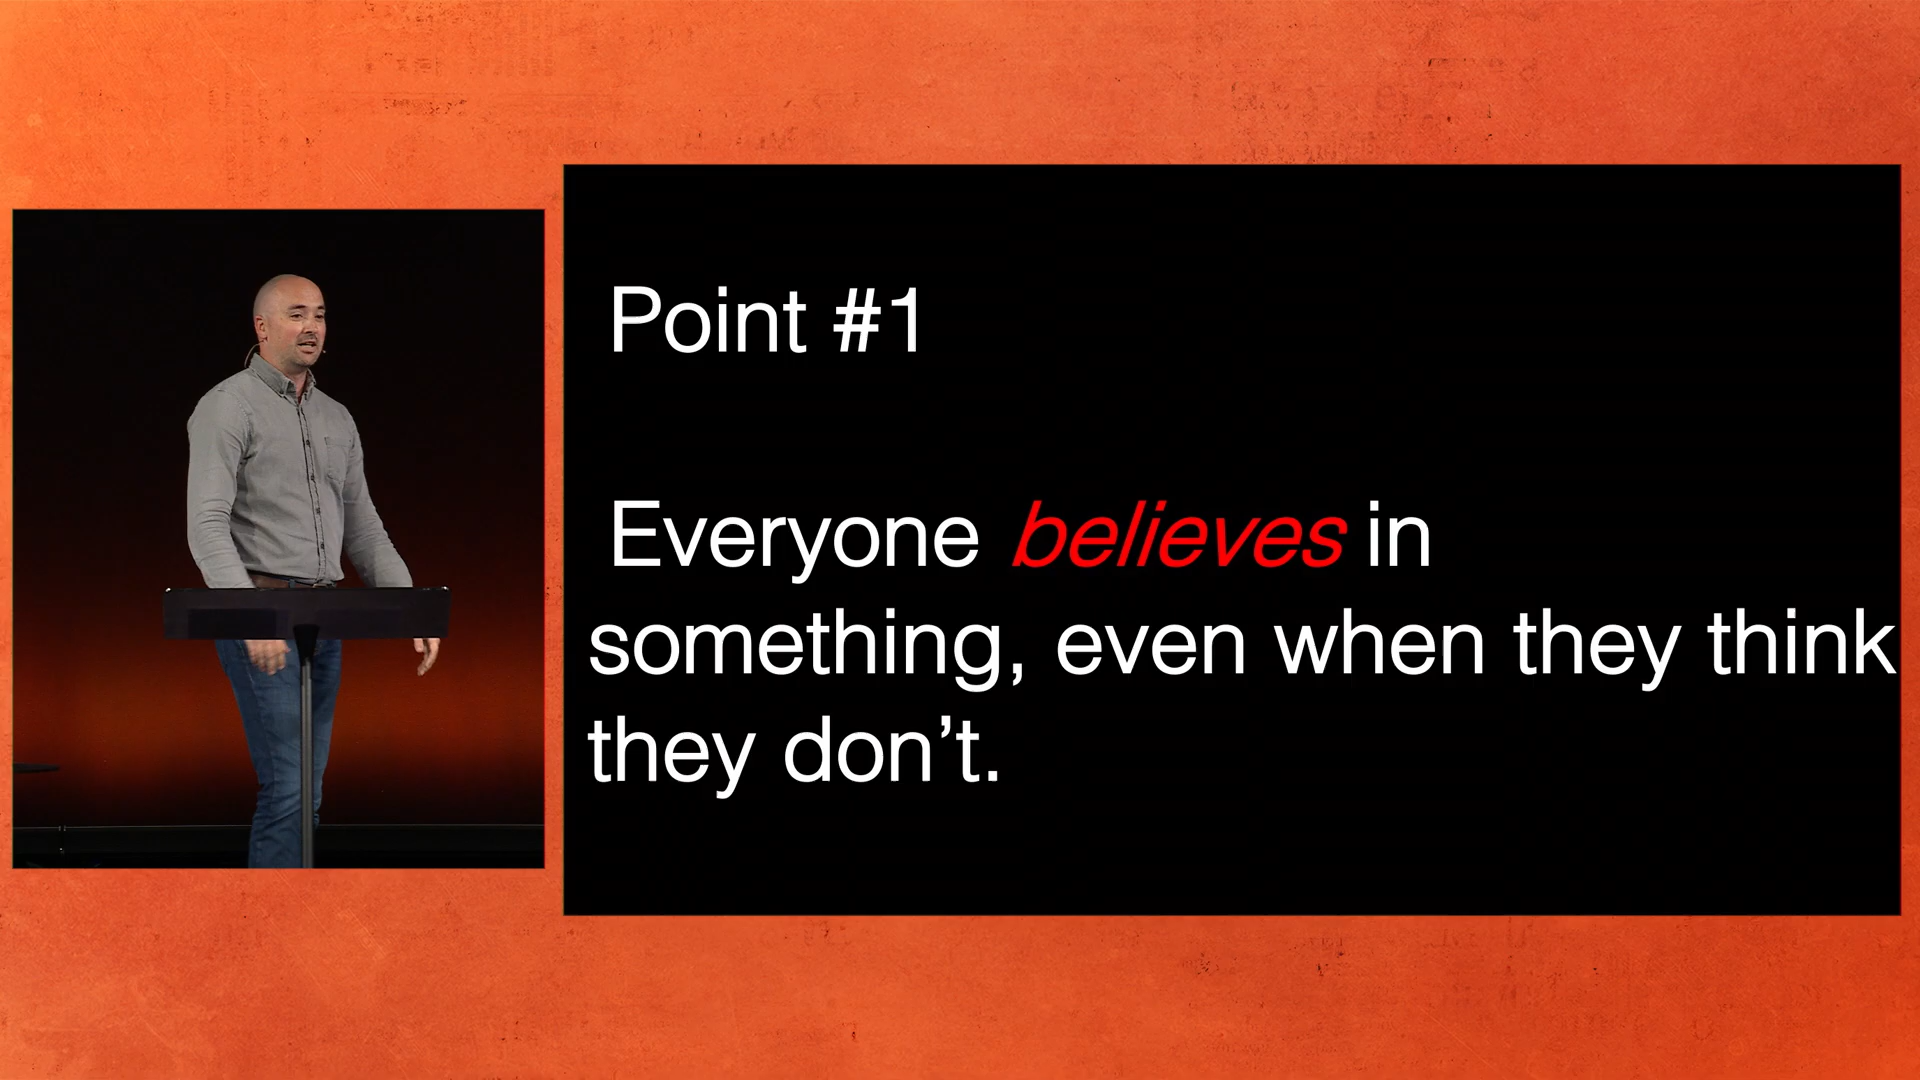 Point #1
Everyone believes in
something, even when they think
they don’t.